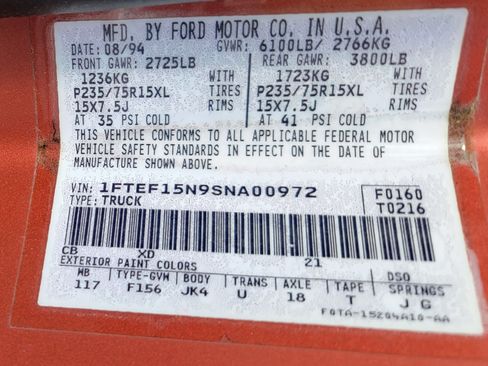 MFD. BY FORD MOTOR CO. IN U.S.A.
DATE: 08/94 GVWR: 6100LB/ 2766KG
FRONT GAWR: 2725LB REAR GAWR: 3800LB
1236KG WITH 1723KG WITH
P235/75R15XL TIRES P235/75R15XL TIRES
15X7.5J RIMS 15X7.5J RIMS
AT 35 PSI COLD AT 41 PSI COLD
THIS VEHICLE CONFORMS TO ALL APPLICABLE FEDERAL MOTOR
VEHICLE SAFETY STANDARDS IN EFFECT ON THE DATE OF
MANUFACTURE SHOWN ABOVE.
VIN: 1FTEF15N9SNA00972 F0160
TYPE: TRUCK T0216
CB XD 21
EXTERIOR PAINT COLORS DSO
WB TYPE-GVM BODY TRANS AXLE TAPE SPRINGS
117 F156 JK4 U 18 T J G
F0TA-15204A10-AA